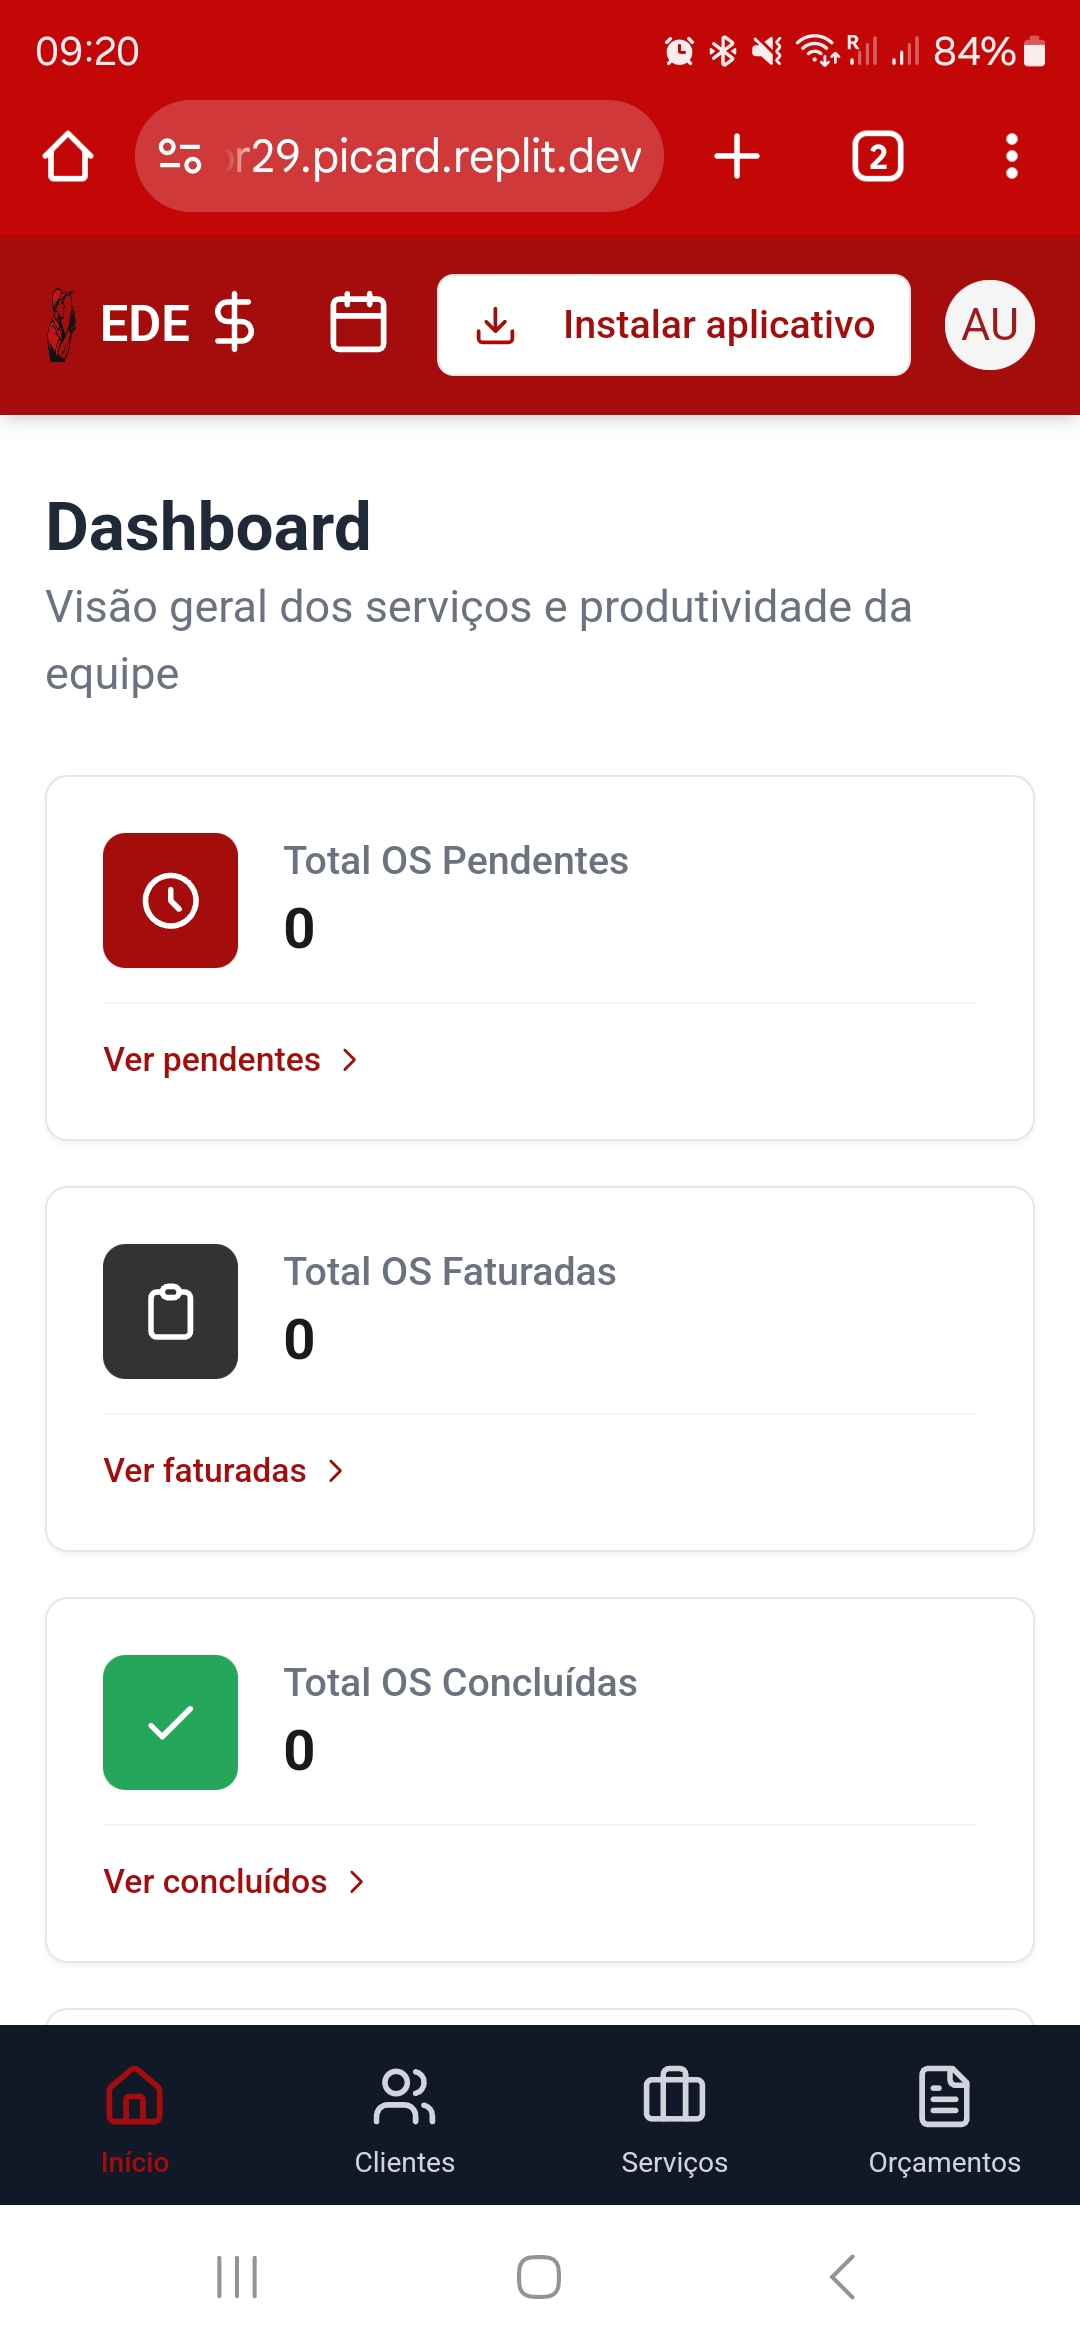 09:20
R
84%
r29.picard.replit.dev
2
EDE
Instalar aplicativo
AU
Dashboard
Visão geral dos serviços e produtividade da
equipe
Total OS Pendentes
0
Ver pendentes
Total OS Faturadas
0
Ver faturadas
Total OS Concluídas
0
Ver concluídos
Início
Clientes
Serviços
Orçamentos